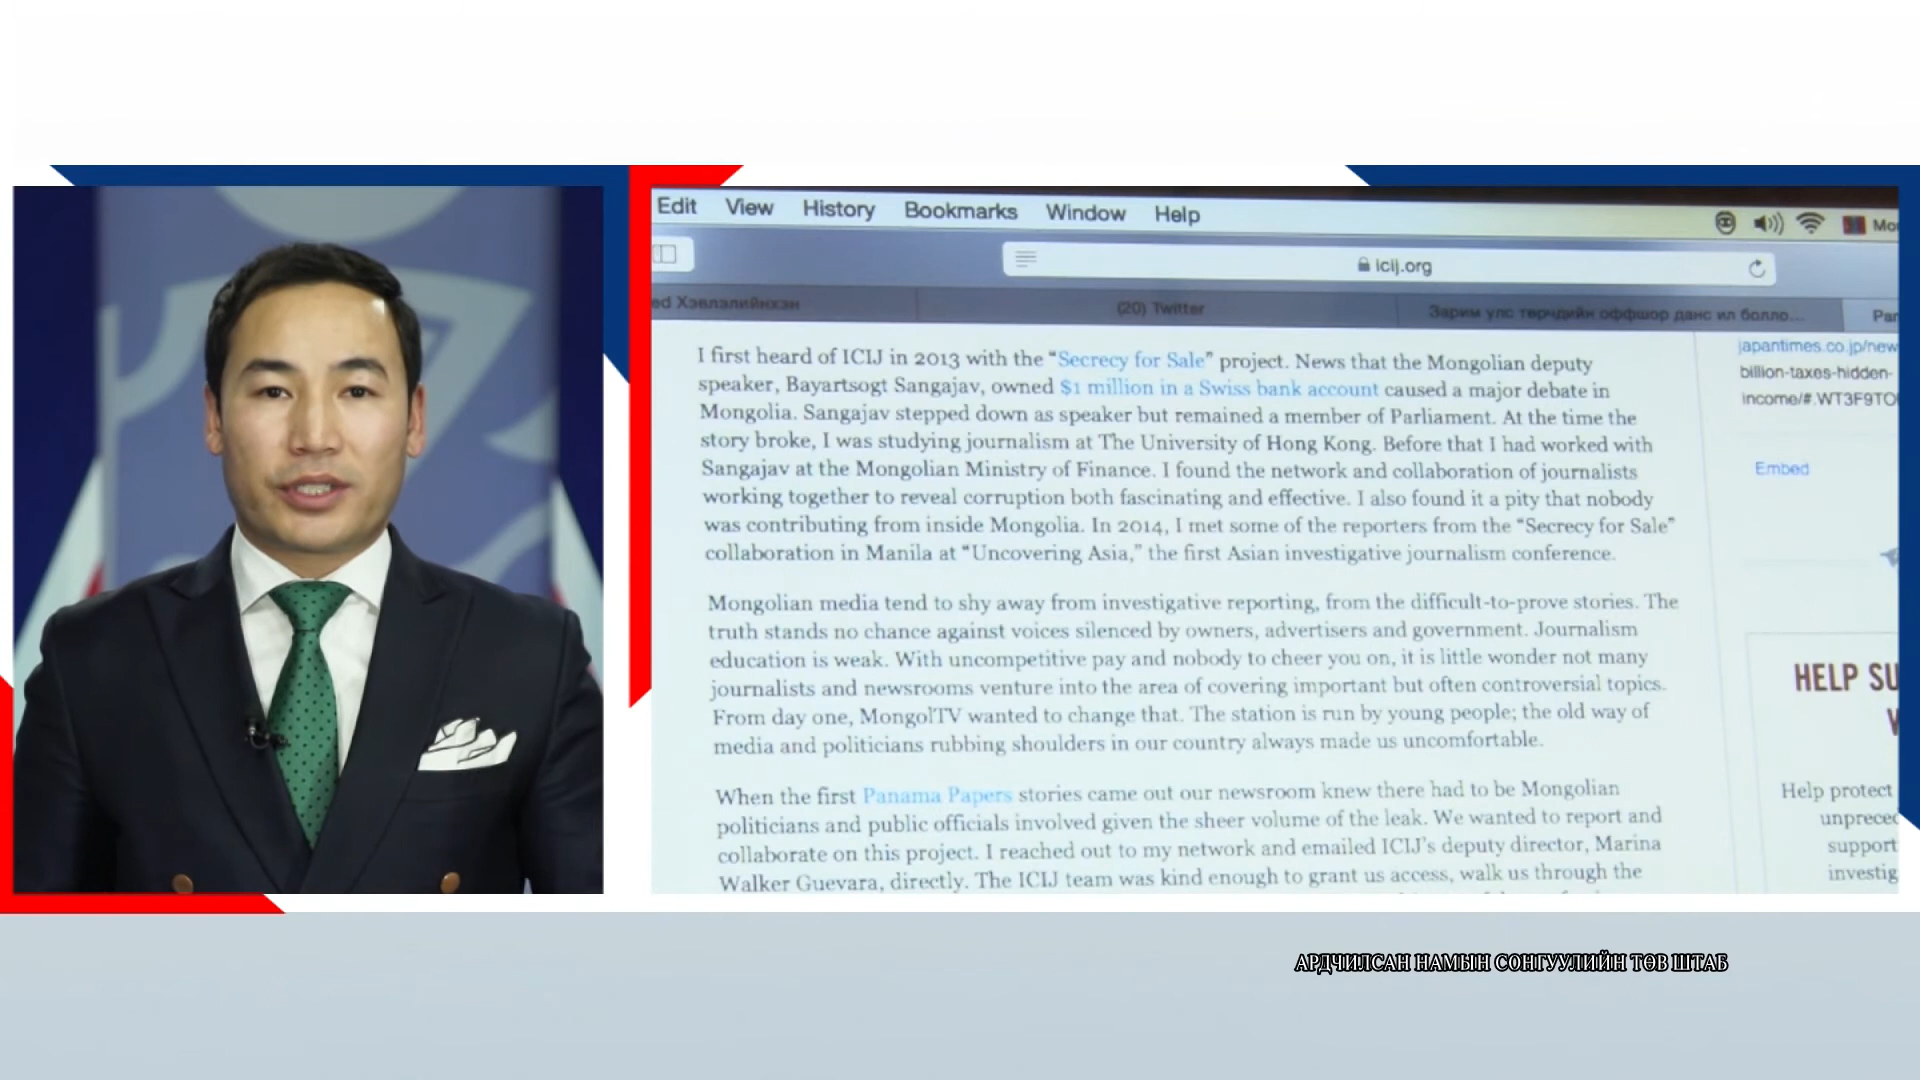 Edit View History Bookmarks Window Help
icij.org
ed Хэвлэлийнхэн
(20) Twitter
Зарим улс төрчдийн оффшор данс ил болло...
I first heard of ICIJ in 2013 with the “Secrecy for Sale” project. News that the Mongolian deputy
speaker, Bayartsogt Sangajav, owned $1 million in a Swiss bank account caused a major debate in
Mongolia. Sangajav stepped down as speaker but remained a member of Parliament. At the time the
story broke, I was studying journalism at The University of Hong Kong. Before that I had worked with
Sangajav at the Mongolian Ministry of Finance. I found the network and collaboration of journalists
working together to reveal corruption both fascinating and effective. I also found it a pity that nobody
was contributing from inside Mongolia. In 2014, I met some of the reporters from the “Secrecy for Sale”
collaboration in Manila at “Uncovering Asia,” the first Asian investigative journalism conference.
Mongolian media tend to shy away from investigative reporting, from the difficult-to-prove stories. The
truth stands no chance against voices silenced by owners, advertisers and government. Journalism
education is weak. With uncompetitive pay and nobody to cheer you on, it is little wonder not many
journalists and newsrooms venture into the area of covering important but often controversial topics.
From day one, MongolTV wanted to change that. The station is run by young people; the old way of
media and politicians rubbing shoulders in our country always made us uncomfortable.
When the first Panama Papers stories came out our newsroom knew there had to be Mongolian
politicians and public officials involved given the sheer volume of the leak. We wanted to report and
collaborate on this project. I reached out to my network and emailed ICIJ’s deputy director, Marina
Walker Guevara, directly. The ICIJ team was kind enough to grant us access, walk us through the
japantimes.co.jp/new
billion-taxes-hidden-
income/#.WT3F9TO
Embed
HELP SU
Help protect
unprecec
support
investig
АРДЧИЛСАН НАМЫН СОНГУУЛИЙН ТӨВ ШТАБ